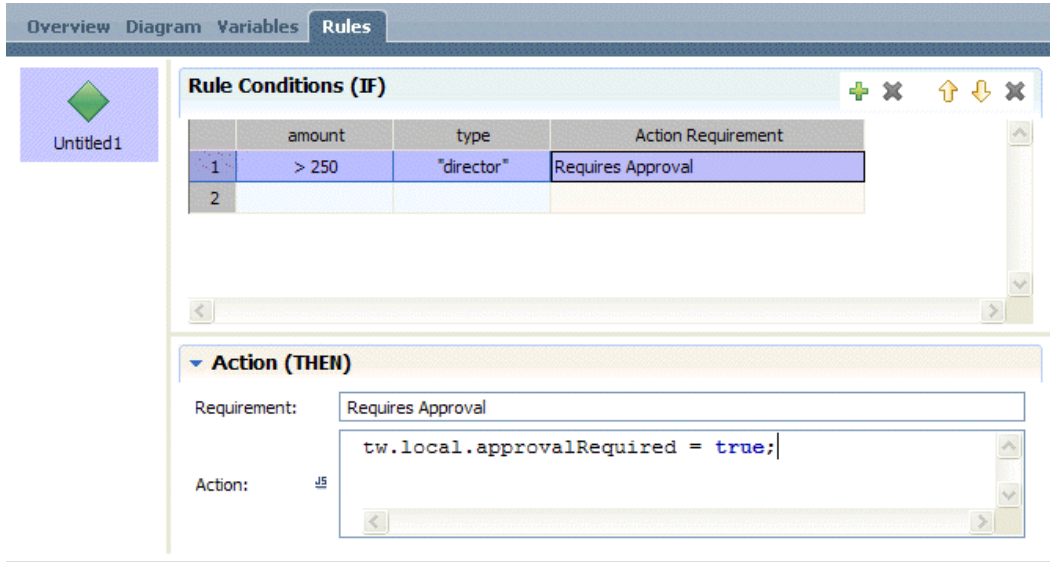 Overview Diagram Variables Rules
Untitled1
Rule Conditions (IF)
amount type Action Requirement
1 > 250 "director" Requires Approval
2
Action (THEN)
Requirement: Requires Approval
Action: JS tw.local.approvalRequired = true;